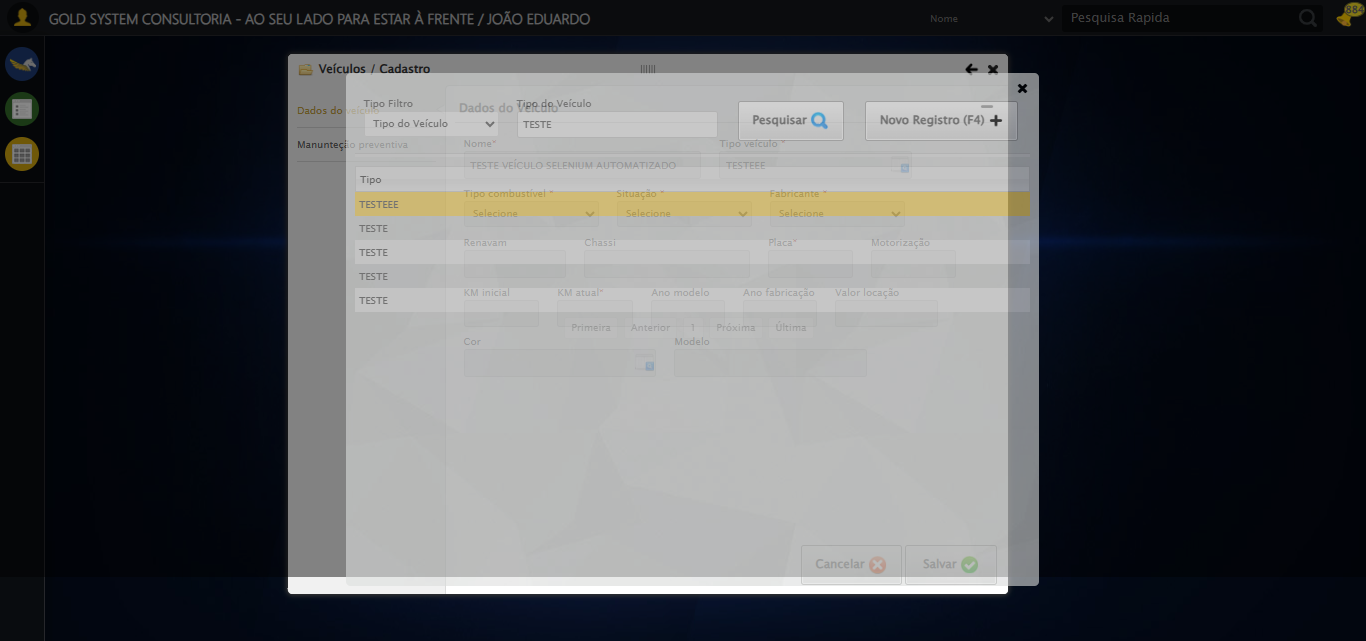 GOLD SYSTEM CONSULTORIA - AO SEU LADO PARA ESTAR À FRENTE / JOÃO EDUARDO
Nome
Pesquisa Rapida
884
Veículos / Cadastro
Dados do veículo
Manunteção preventiva
Tipo Filtro
Tipo do Veículo
Tipo do Veículo
TESTE
Pesquisar
Novo Registro (F4)
Dados do Veículo
Nome*
Tipo veículo *
TESTE VEÍCULO SELENIUM AUTOMATIZADO
TESTEEE
Tipo
Tipo combustível *
Situação *
Fabricante *
TESTEEE
Selecione
Selecione
Selecione
TESTE
Renavam
Chassi
Placa*
Motorização
TESTE
TESTE
KM inicial
KM atual*
Ano modelo
Ano fabricação
Valor locação
TESTE
Primeira
Anterior
1
Próxima
Última
Cor
Modelo
Cancelar
Salvar